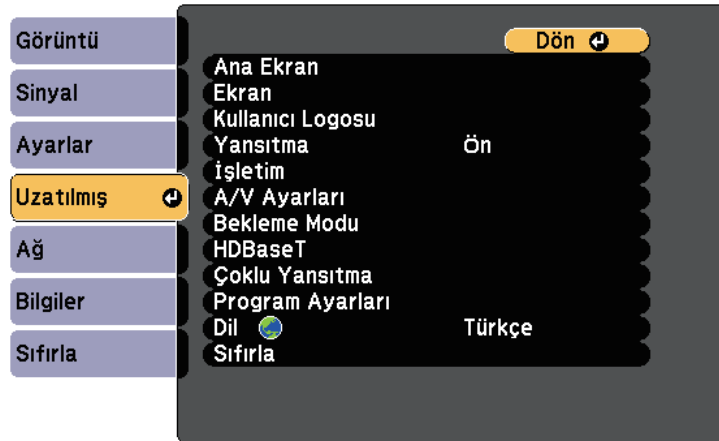 Görüntü
Sinyal
Ayarlar
Uzatılmış
Ağ
Bilgiler
Sıfırla
Dön
Ana Ekran
Ekran
Kullanıcı Logosu
Yansıtma Ön
İşletim
A/V Ayarları
Bekleme Modu
HDBaseT
Çoklu Yansıtma
Program Ayarları
Dil Türkçe
Sıfırla